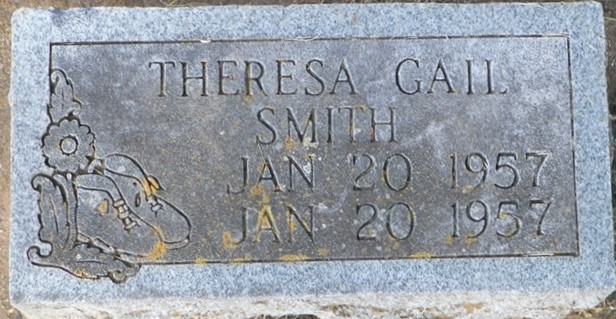 THERESA GAIL
SMITH
JAN 20 1957
JAN 20 1957